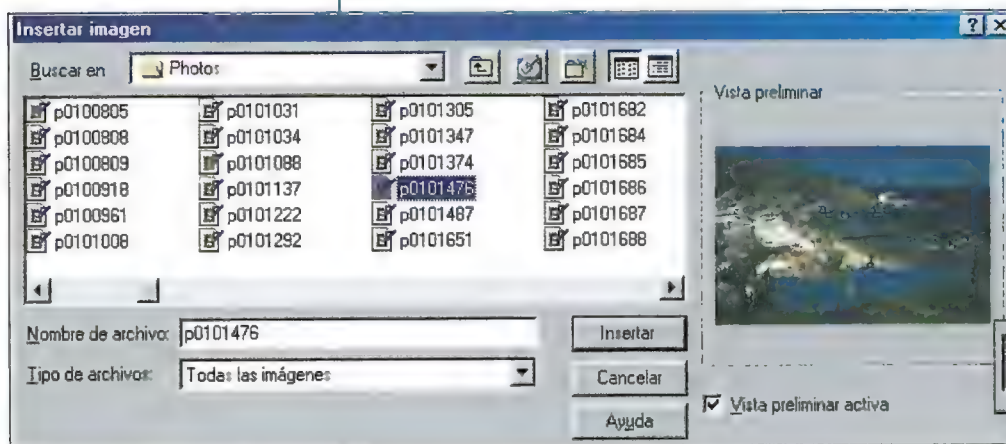 Insertar imagen
Buscar en Photos
p0100805 p0101031 p0101305 p0101682
p0100808 p0101034 p0101347 p0101684
p0100809 p0101088 p0101374 p0101685
p0100918 p0101137 p0101476 p0101686
p0100961 p0101222 p0101487 p0101687
p0101008 p0101292 p0101651 p0101688
Vista preliminar
Nombre de archivo: p0101476 Insertar
Tipo de archivos: Todas las imágenes Cancelar
Ayuda
Vista preliminar activa